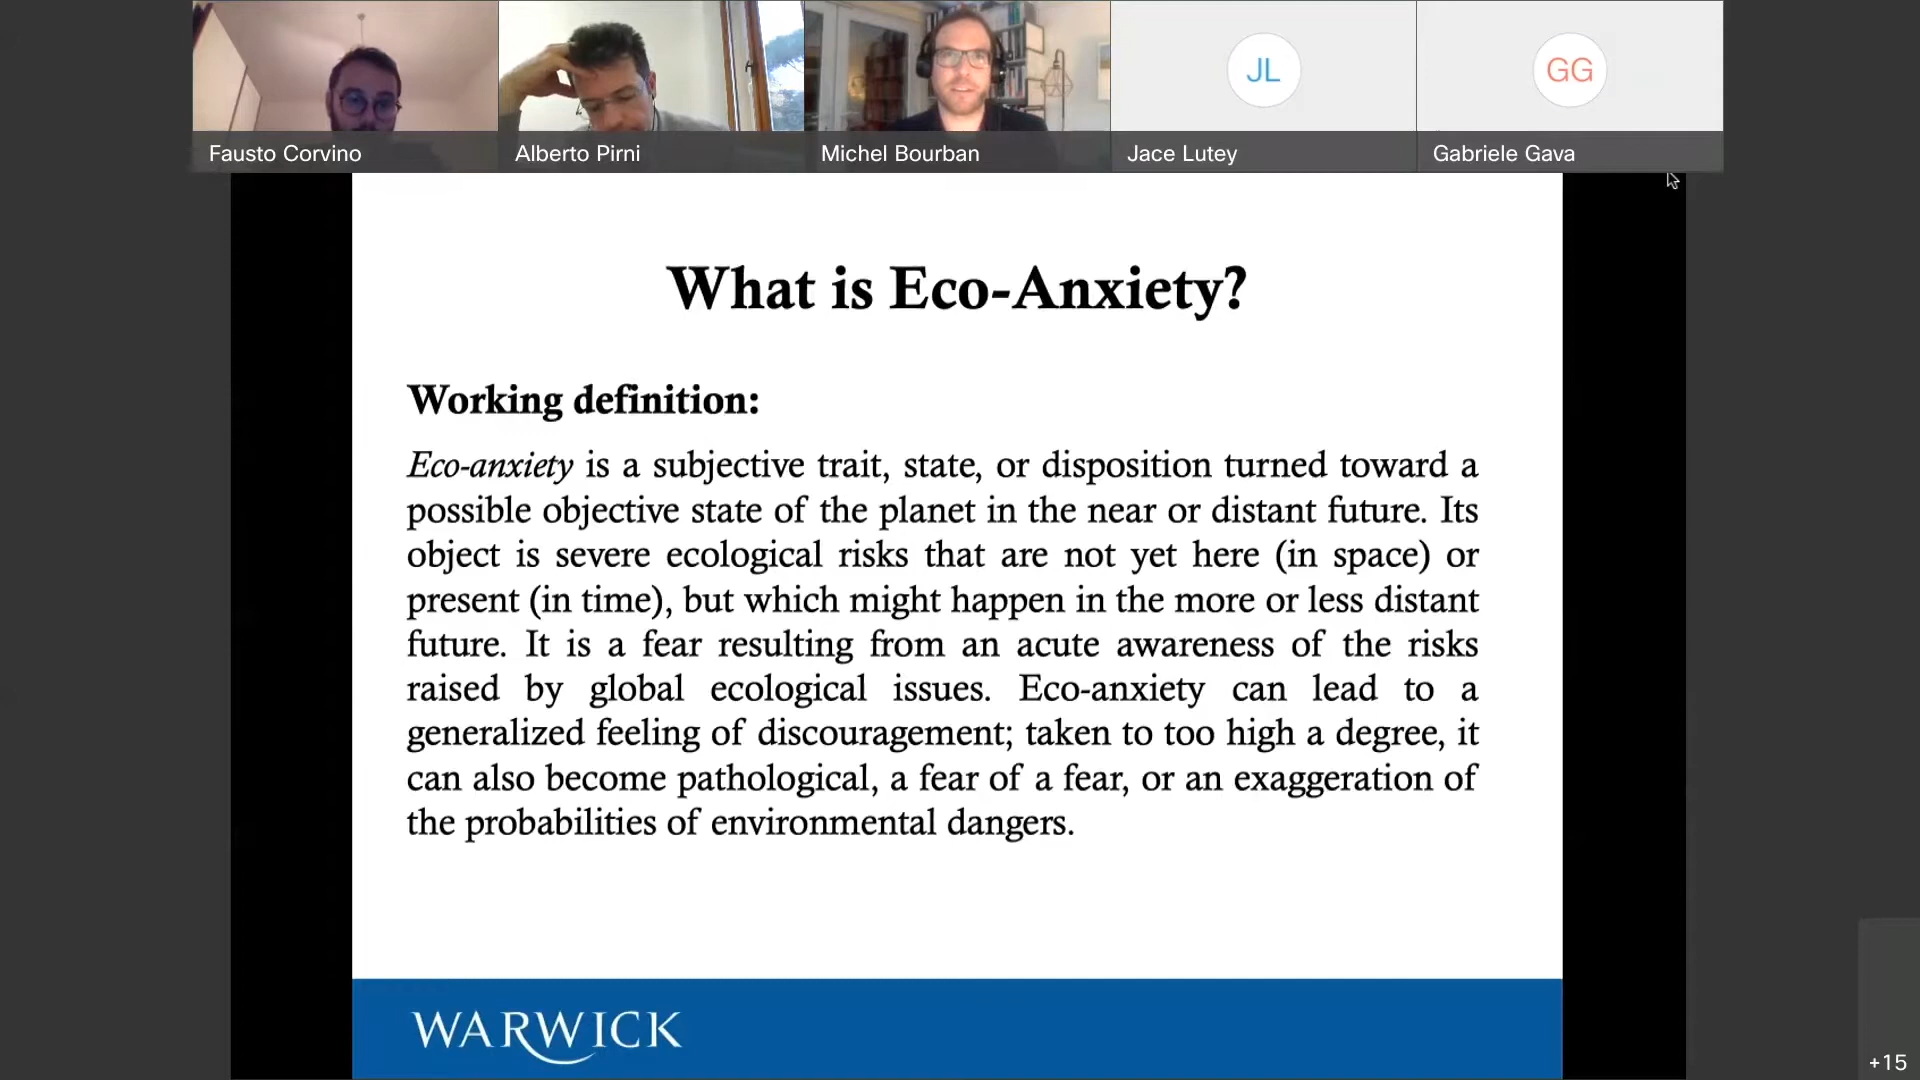 Fausto Corvino
Alberto Pirni
Michel Bourban
JL
Jace Lutey
GG
Gabriele Gava
What is Eco-Anxiety?
Working definition:
Eco-anxiety is a subjective trait, state, or disposition turned toward a
possible objective state of the planet in the near or distant future. Its
object is severe ecological risks that are not yet here (in space) or
present (in time), but which might happen in the more or less distant
future. It is a fear resulting from an acute awareness of the risks
raised by global ecological issues. Eco-anxiety can lead to a
generalized feeling of discouragement; taken to too high a degree, it
can also become pathological, a fear of a fear, or an exaggeration of
the probabilities of environmental dangers.
WARWICK
+15